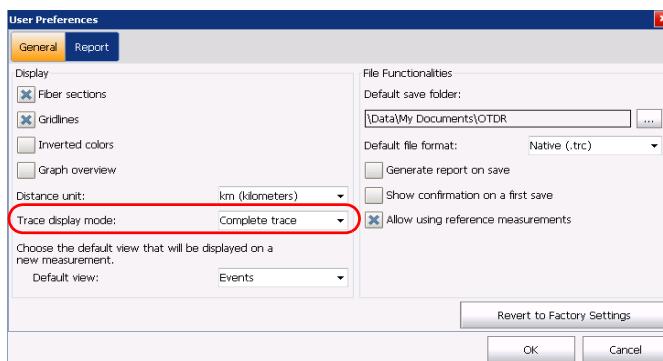 User Preferences
General Report
Display
Fiber sections
Gridlines
Inverted colors
Graph overview
Distance unit: km (kilometers)
Trace display mode: Complete trace
Choose the default view that will be displayed on a
new measurement.
Default view: Events
File Functionalities
Default save folder:
\Data\My Documents\OTDR ...
Default file format: Native (.trc)
Generate report on save
Show confirmation on a first save
Allow using reference measurements
Revert to Factory Settings
OK Cancel